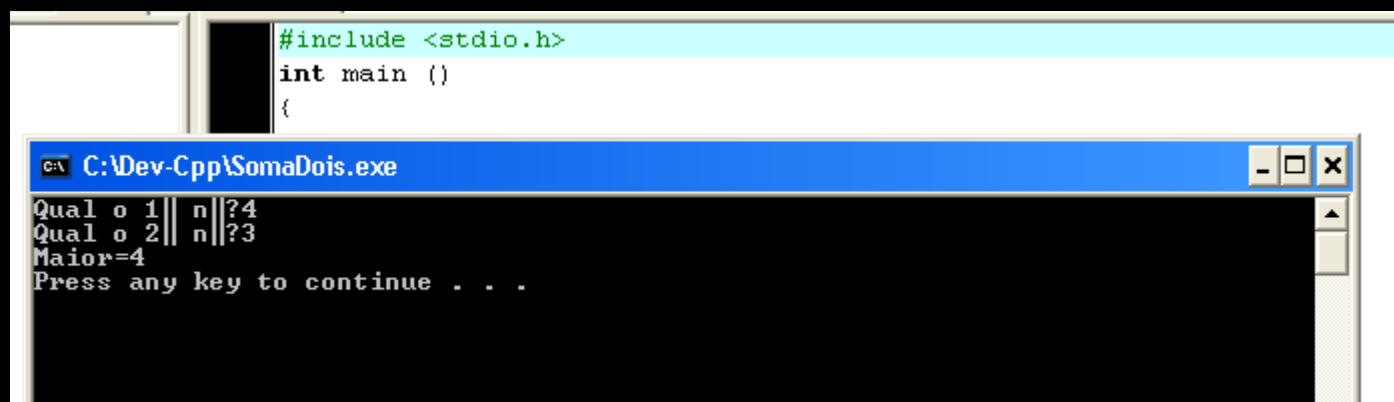 #include <stdio.h>
int main ()
{
C:\Dev-Cpp\SomaDois.exe
Qual o 1║ n║?4
Qual o 2║ n║?3
Maior=4
Press any key to continue . . .